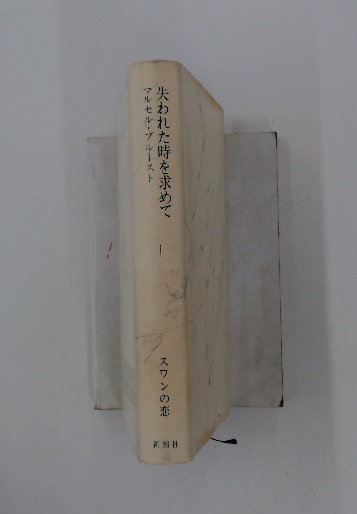 失われた時を求めて
マルセル・プルースト
I
スワンの恋
新潮社